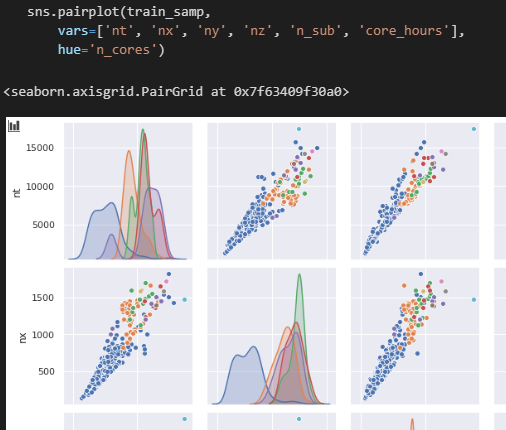 sns.pairplot(train_samp,
vars=['nt', 'nx', 'ny', 'nz', 'n_sub', 'core_hours'],
hue='n_cores')
<seaborn.axisgrid.PairGrid at 0x7f63409f30a0>
15000
10000
5000
nt
1500
1000
500
nx